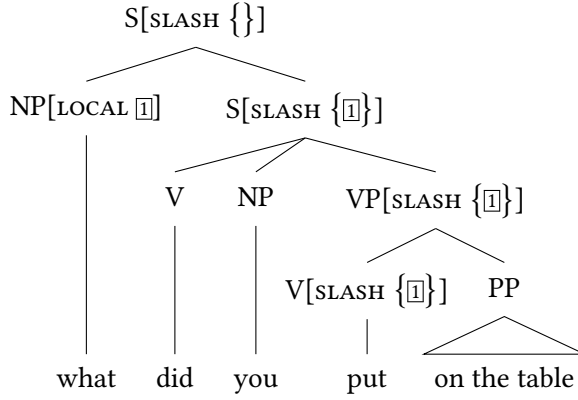 S[SLASH {}]
NP[LOCAL 1] S[SLASH {1}]
V NP VP[SLASH {1}]
V[SLASH {1}] PP
what did you put on the table